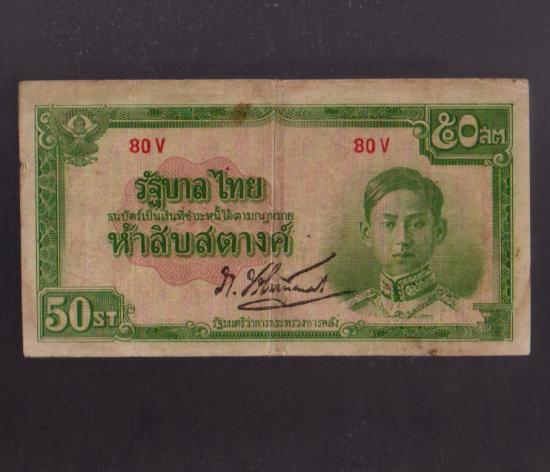 ๕๐สต
80 V 80 V
รัฐบาลไทย
ธนบัตร์เป็นเงินที่ชำระหนี้ได้ตามกฎหมาย
ห้าสิบสตางค์
50 ST
รัฐมนตรีว่าการกระทรวงการคลัง